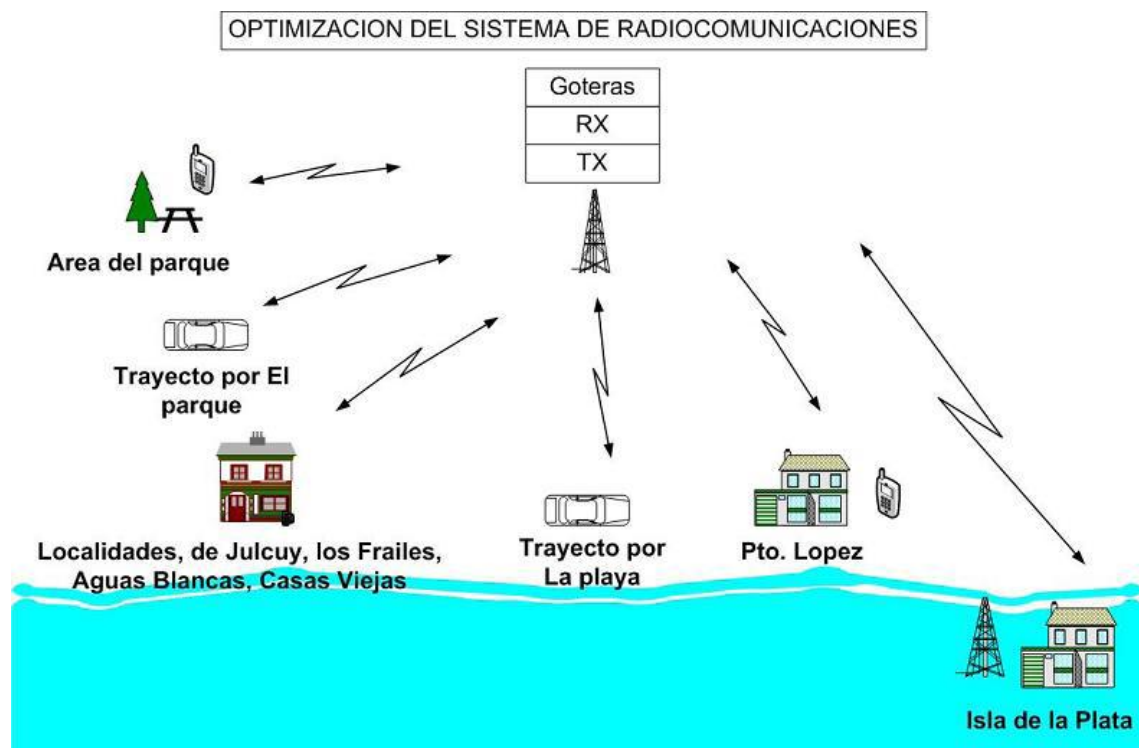 OPTIMIZACION DEL SISTEMA DE RADIOCOMUNICACIONES
Goteras
RX
TX
Area del parque
Trayecto por El
parque
Localidades, de Julcuy, los Frailes,
Aguas Blancas, Casas Viejas
Trayecto por
La playa
Pto. Lopez
Isla de la Plata